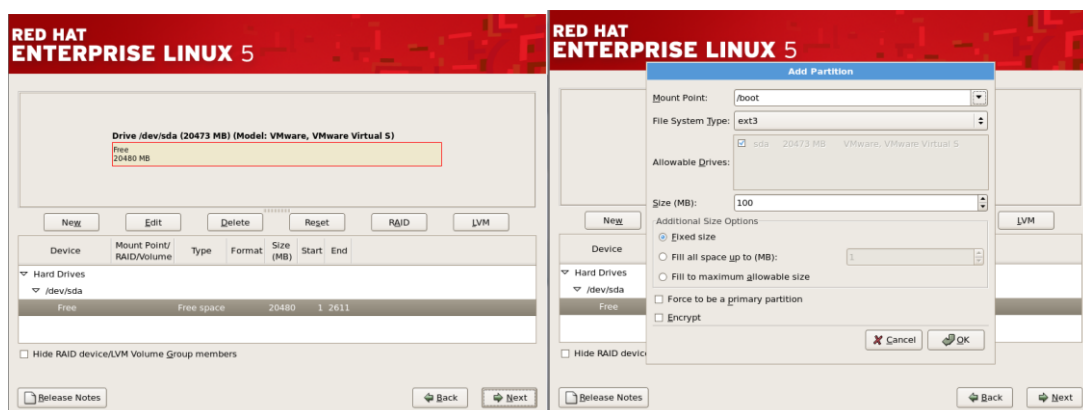 RED HAT
ENTERPRISE LINUX 5
Drive /dev/sda (20473 MB) (Model: VMware, VMware Virtual S)
Free
20480 MB
New Edit Delete Reset RAID LVM
Device Mount Point/ RAID/Volume Type Format Size (MB) Start End
Hard Drives
/dev/sda
Free Free space 20480 1 2611
Hide RAID device/LVM Volume Group members
Release Notes Back Next
RED HAT
ENTERPRISE LINUX 5
Add Partition
Mount Point: /boot
File System Type: ext3
Allowable Drives: sda 20473 MB VMware, VMware Virtual S
Size (MB): 100
Additional Size Options
Fixed size
Fill all space up to (MB): 1
Fill to maximum allowable size
Force to be a primary partition
Encrypt
Cancel OK
New LVM
Device
Hard Drives
/dev/sda
Free
Hide RAID devic
Release Notes Back Next